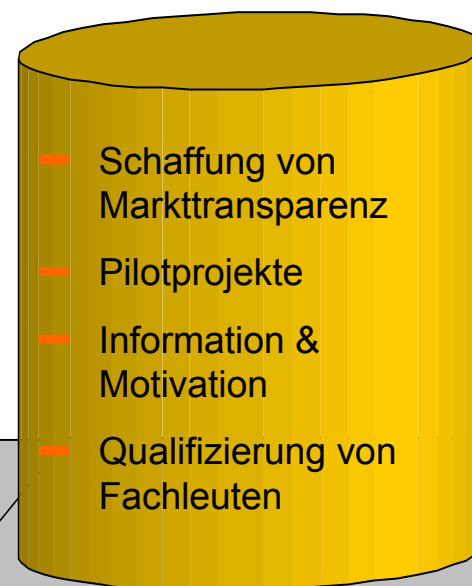 Schaffung von
Markttransparenz
Pilotprojekte
Information &
Motivation
Qualifizierung von
Fachleuten